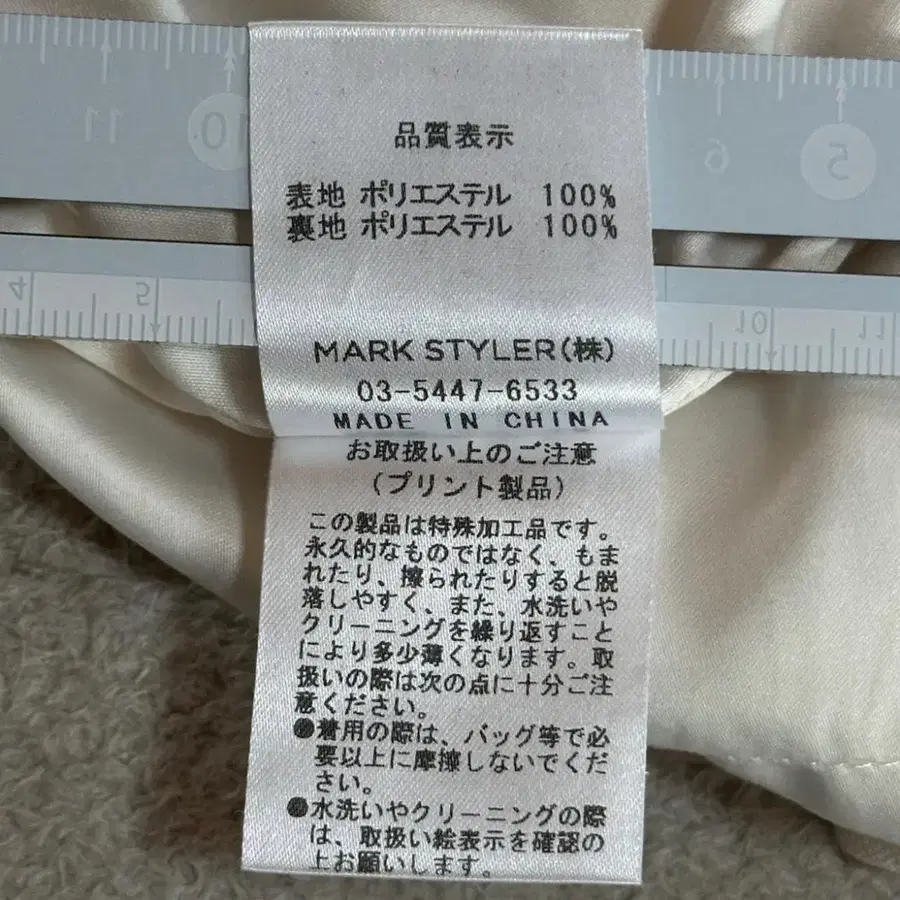 品質表示
表地 ポリエステル 100%
裏地 ポリエステル 100%
MARK STYLER(株)
03-5447-6533
MADE IN CHINA
お取扱い上のご注意
(プリント製品)
この製品は特殊加工品です。
永久的なものではなく、もま
れたり、擦られたりすると脱
落しやすく、また、水洗いや
クリーニングを繰り返すこと
により多少薄くなります。取
扱いの際は次の点に十分ご注
意ください。
●着用の際は、バッグ等で必
要以上に摩擦しないでくだ
さい。
●水洗いやクリーニングの際
は、取扱い絵表示を確認の
上お願いします。
11 10 6 5
4 5 10 11